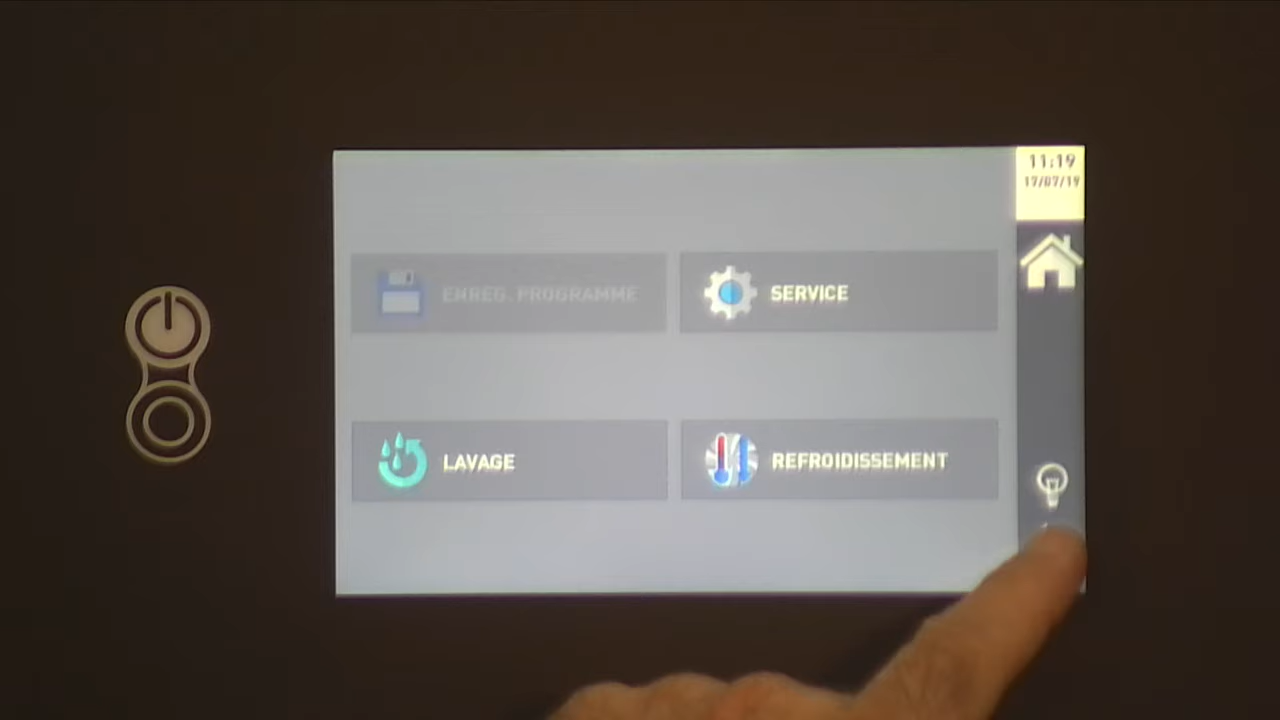 11:19
17/07/19
ENREG. PROGRAMME
SERVICE
LAVAGE
REFROIDISSEMENT